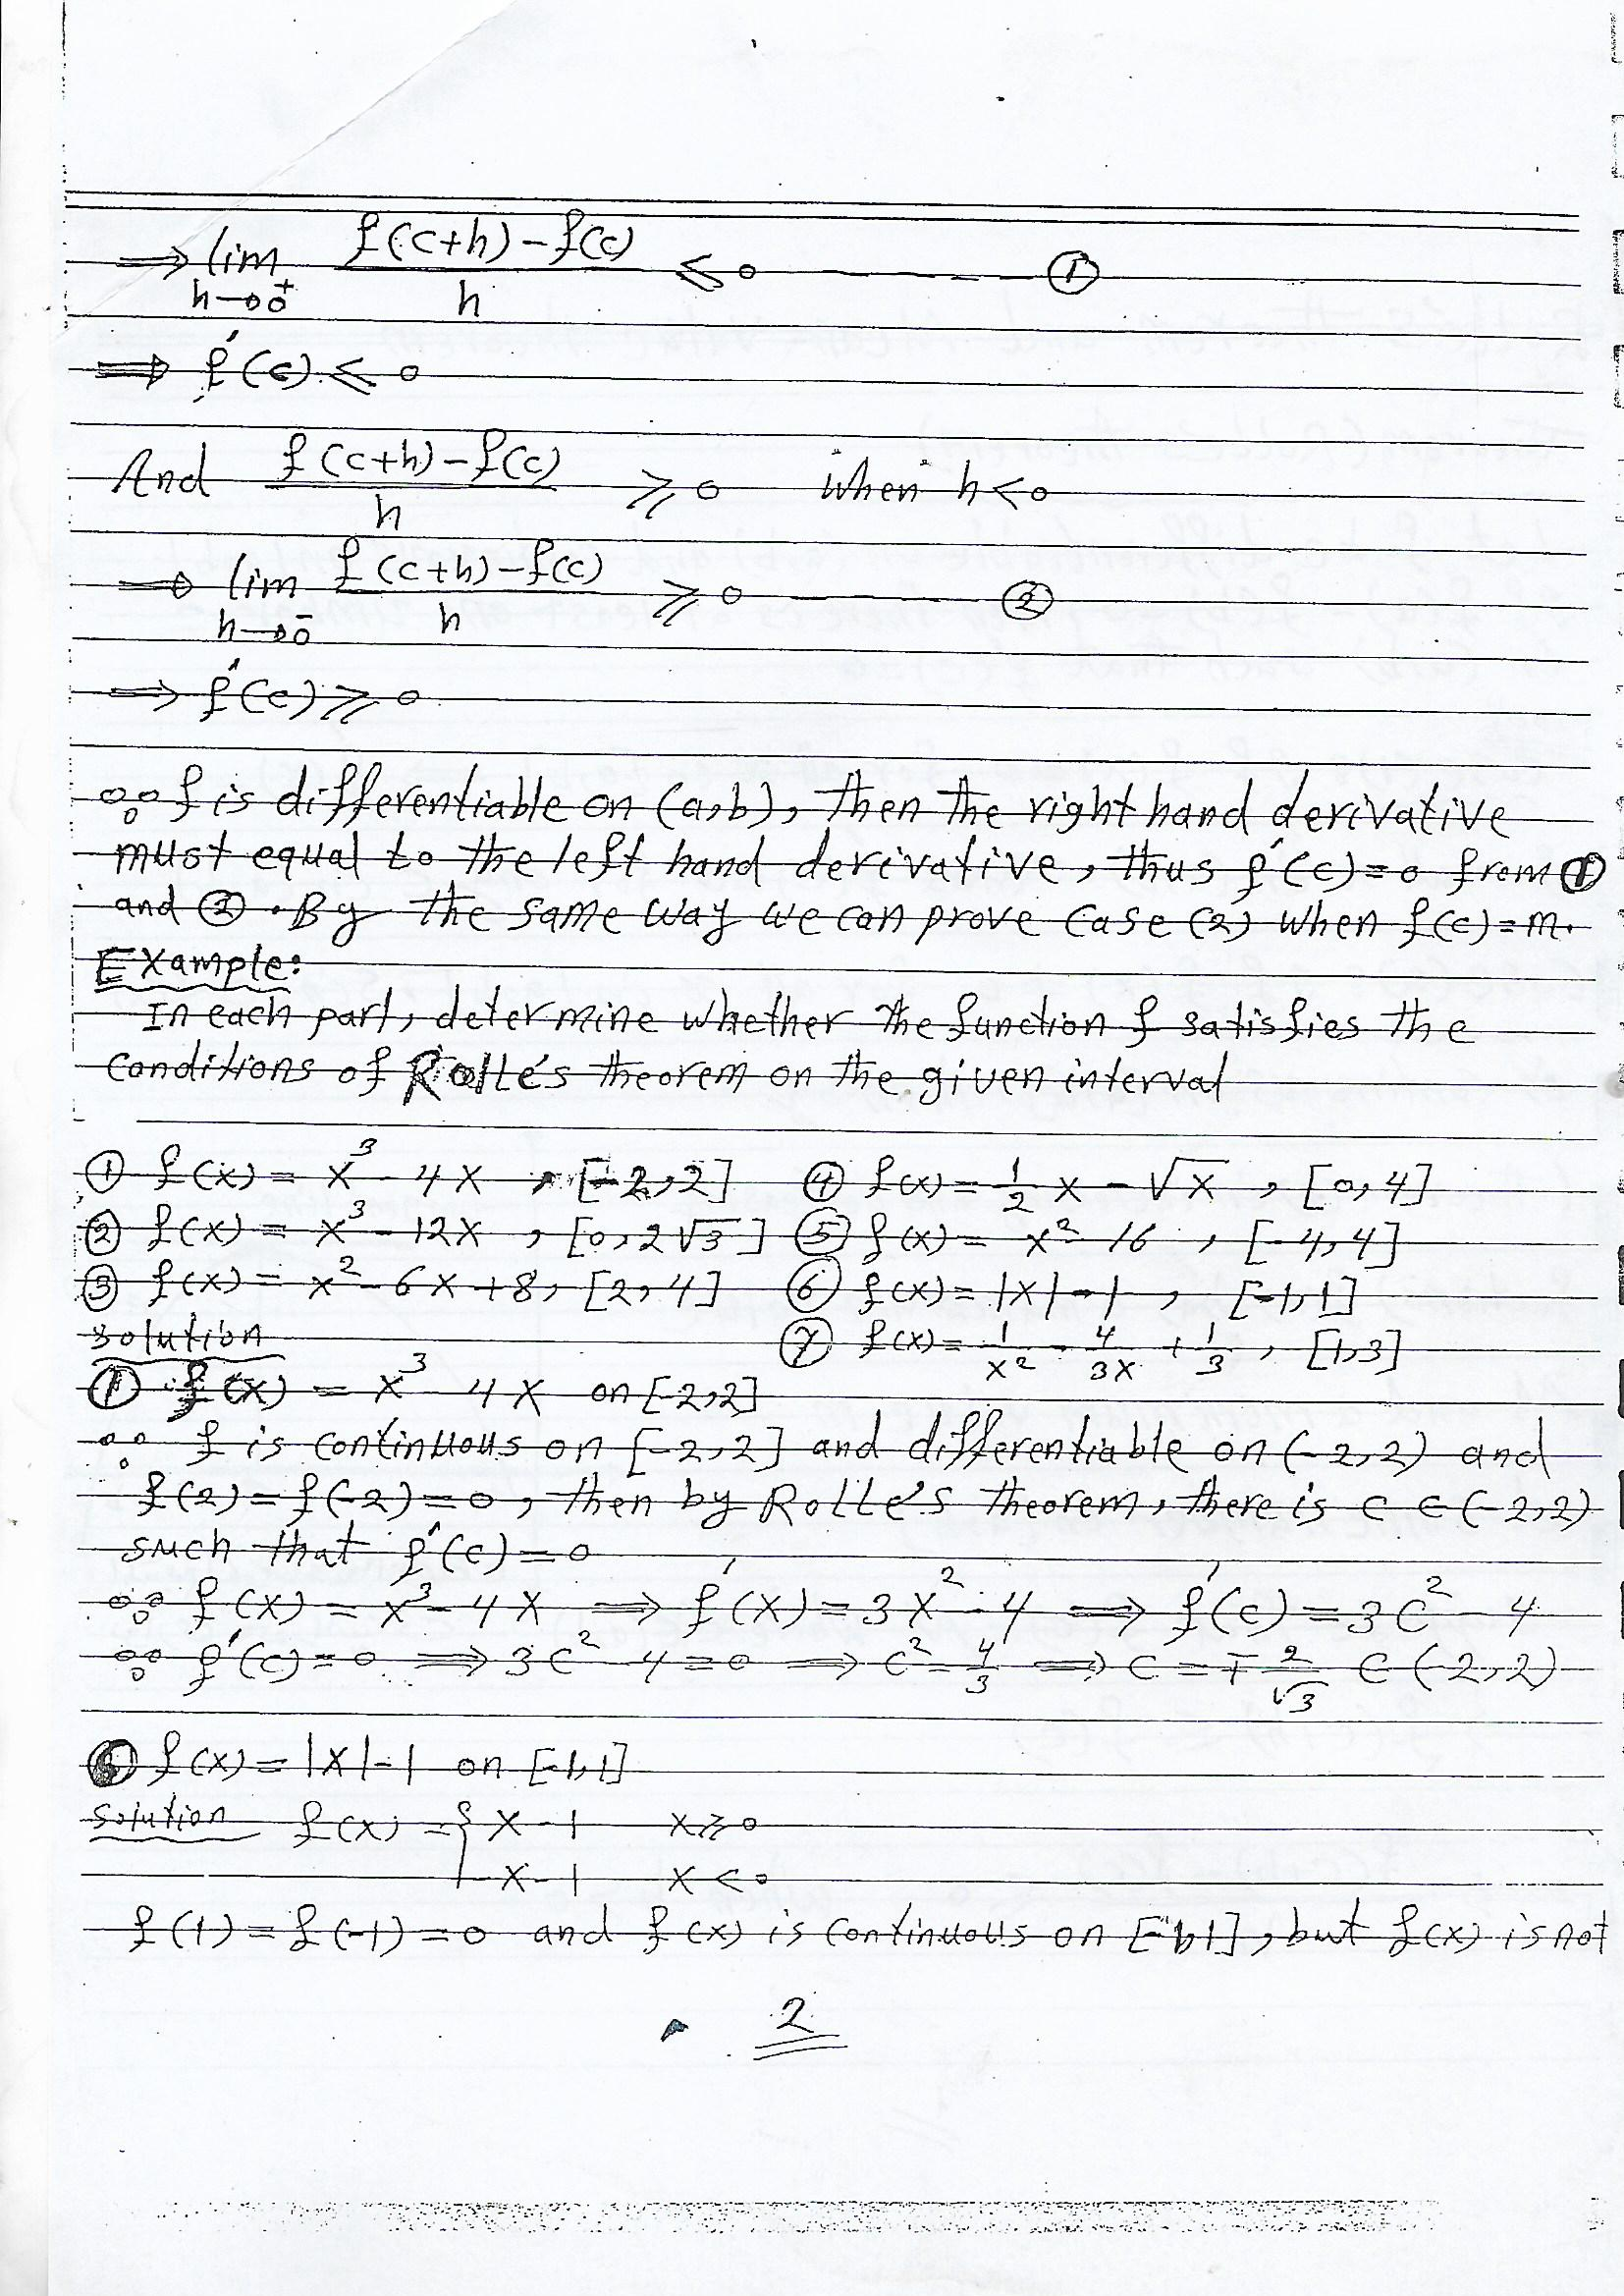 ⟹ lim_{h→0⁺} (f(c+h) - f(c))/h ≤ 0 ――― ①
⟹ f′(c) ≤ 0
And (f(c+h) - f(c))/h ≥ 0 when h < 0
⟹ lim_{h→0⁻} (f(c+h) - f(c))/h ≥ 0 ――― ②
⟹ f′(c) ≥ 0
∵ f is differentiable on (a,b), then the right hand derivative
must equal to the left hand derivative, thus f′(c) = 0 from ①
and ②. By the same way we can prove case (2) when f(c) = m.
Example:
In each part, determine whether the function f satisfies the
conditions of Rolle's theorem on the given interval
① f(x) = x³ - 4x , [-2,2] ④ f(x) = 1/2 x - √x , [0,4]
② f(x) = x³ - 12x , [0,2√3] ⑤ f(x) = x² - 16 , [-4,4]
③ f(x) = x² - 6x + 8, [2,4] ⑥ f(x) = |x| - 1 , [-1,1]
solution ⑦ f(x) = 1/x² - 4/3x + 1/3 , [1,3]
① f(x) = x³ - 4x on [-2,2]
∵ f is continuous on [-2,2] and differentiable on (-2,2) and
f(2) = f(-2) = 0, then by Rolle's theorem, there is c ∈ (-2,2)
such that f′(c) = 0
∵ f(x) = x³ - 4x ⟹ f′(x) = 3x² - 4 ⟹ f′(c) = 3c² - 4
∵ f′(c) = 0 ⟹ 3c² - 4 = 0 ⟹ c² = 4/3 ⟹ c = ∓ 2/√3 ∈ (-2,2)
⑥ f(x) = |x| - 1 on [-1,1]
solution f(x) = { x - 1 x ≥ 0
-x - 1 x < 0
f(1) = f(-1) = 0 and f(x) is continuous on [-1,1], but f(x) is not
2